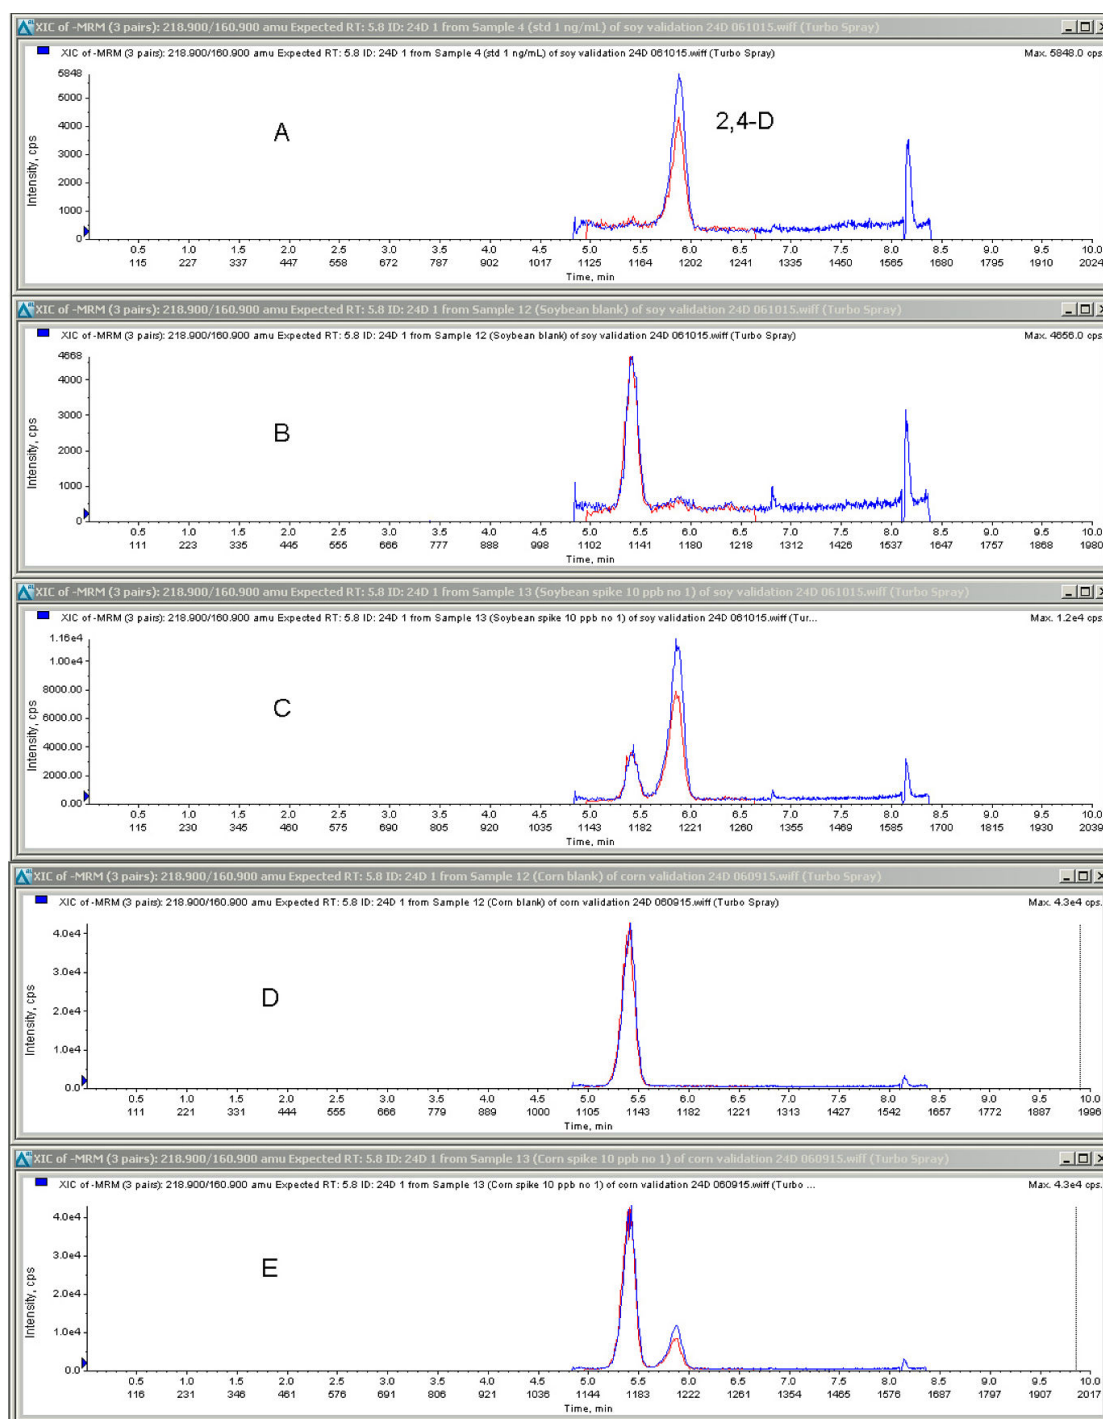 XIC of -MRM (3 pairs): 218.900/160.900 amu Expected RT: 5.8 ID: 24D 1 from Sample 4 (std 1 ng/mL) of soy validation 24D 061015.wiff (Turbo Spray)
XIC of -MRM (3 pairs): 218.900/160.900 amu Expected RT: 5.8 ID: 24D 1 from Sample 4 (std 1 ng/mL) of soy validation 24D 061015.wiff (Turbo Spray) Max. 5848.0 cps.
5848
5000
4000
3000
2000
1000
0
Intensity, cps
A
2,4-D
0.5 1.0 1.5 2.0 2.5 3.0 3.5 4.0 4.5 5.0 5.5 6.0 6.5 7.0 7.5 8.0 8.5 9.0 9.5 10.0
115 227 337 447 558 672 787 902 1017 1125 1164 1202 1241 1335 1450 1565 1680 1795 1910 2024
Time, min
XIC of -MRM (3 pairs): 218.900/160.900 amu Expected RT: 5.8 ID: 24D 1 from Sample 12 (Soybean blank) of soy validation 24D 061015.wiff (Turbo Spray)
XIC of -MRM (3 pairs): 218.900/160.900 amu Expected RT: 5.8 ID: 24D 1 from Sample 12 (Soybean blank) of soy validation 24D 061015.wiff (Turbo Spray) Max. 4656.0 cps.
4668
4000
3000
2000
1000
0
Intensity, cps
B
0.5 1.0 1.5 2.0 2.5 3.0 3.5 4.0 4.5 5.0 5.5 6.0 6.5 7.0 7.5 8.0 8.5 9.0 9.5 10.0
111 223 335 445 555 666 777 888 998 1102 1141 1180 1218 1312 1426 1537 1647 1757 1868 1980
Time, min
XIC of -MRM (3 pairs): 218.900/160.900 amu Expected RT: 5.8 ID: 24D 1 from Sample 13 (Soybean spike 10 ppb no 1) of soy validation 24D 061015.wiff (Turbo Spray)
XIC of -MRM (3 pairs): 218.900/160.900 amu Expected RT: 5.8 ID: 24D 1 from Sample 13 (Soybean spike 10 ppb no 1) of soy validation 24D 061015.wiff (Tur... Max. 1.2e4 cps.
1.16e4
1.00e4
8000.00
6000.00
4000.00
2000.00
0.00
Intensity, cps
C
0.5 1.0 1.5 2.0 2.5 3.0 3.5 4.0 4.5 5.0 5.5 6.0 6.5 7.0 7.5 8.0 8.5 9.0 9.5 10.0
115 230 345 460 575 690 805 920 1035 1143 1182 1221 1260 1355 1469 1585 1700 1815 1930 2039
Time, min
XIC of -MRM (3 pairs): 218.900/160.900 amu Expected RT: 5.8 ID: 24D 1 from Sample 12 (Corn blank) of corn validation 24D 060915.wiff (Turbo Spray)
XIC of -MRM (3 pairs): 218.900/160.900 amu Expected RT: 5.8 ID: 24D 1 from Sample 12 (Corn blank) of corn validation 24D 060915.wiff (Turbo Spray) Max. 4.3e4 cps.
4.0e4
3.0e4
2.0e4
1.0e4
0.0
Intensity, cps
D
0.5 1.0 1.5 2.0 2.5 3.0 3.5 4.0 4.5 5.0 5.5 6.0 6.5 7.0 7.5 8.0 8.5 9.0 9.5 10.0
111 221 331 444 555 666 779 889 1000 1105 1143 1182 1221 1313 1427 1542 1657 1772 1887 1996
Time, min
XIC of -MRM (3 pairs): 218.900/160.900 amu Expected RT: 5.8 ID: 24D 1 from Sample 13 (Corn spike 10 ppb no 1) of corn validation 24D 060915.wiff (Turbo Spray)
XIC of -MRM (3 pairs): 218.900/160.900 amu Expected RT: 5.8 ID: 24D 1 from Sample 13 (Corn spike 10 ppb no 1) of corn validation 24D 060915.wiff (Turbo ... Max. 4.3e4 cps.
4.0e4
3.0e4
2.0e4
1.0e4
0.0
Intensity, cps
E
0.5 1.0 1.5 2.0 2.5 3.0 3.5 4.0 4.5 5.0 5.5 6.0 6.5 7.0 7.5 8.0 8.5 9.0 9.5 10.0
116 231 346 461 576 691 806 921 1036 1144 1183 1222 1261 1354 1465 1576 1687 1797 1907 2017
Time, min